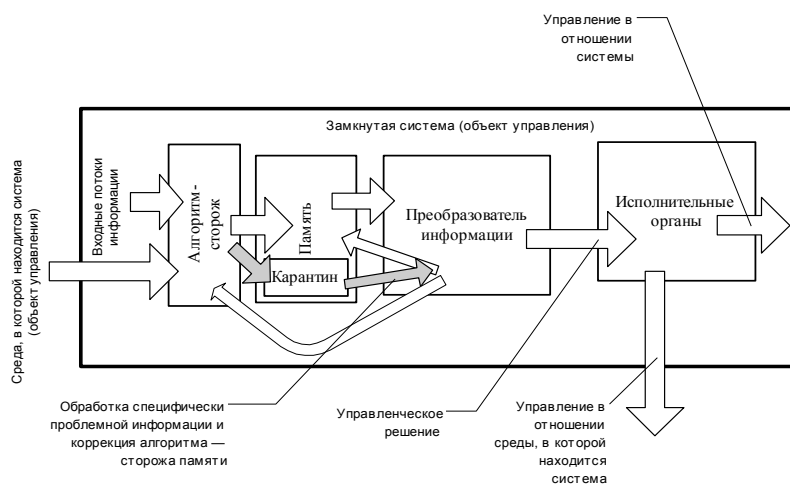 Управление в
отношении
системы
Замкнутая система (объект управления)
Среда, в которой находится система
(объект управления)
Входные потоки
информации
Алгоритм-
сторож
Память
Карантин
Преобразователь
информации
Исполнительные
органы
Обработка специфически
проблемной информации и
коррекция алгоритма —
сторожа памяти
Управленческое
решение
Управление в
отношении
среды, в которой
находится
система